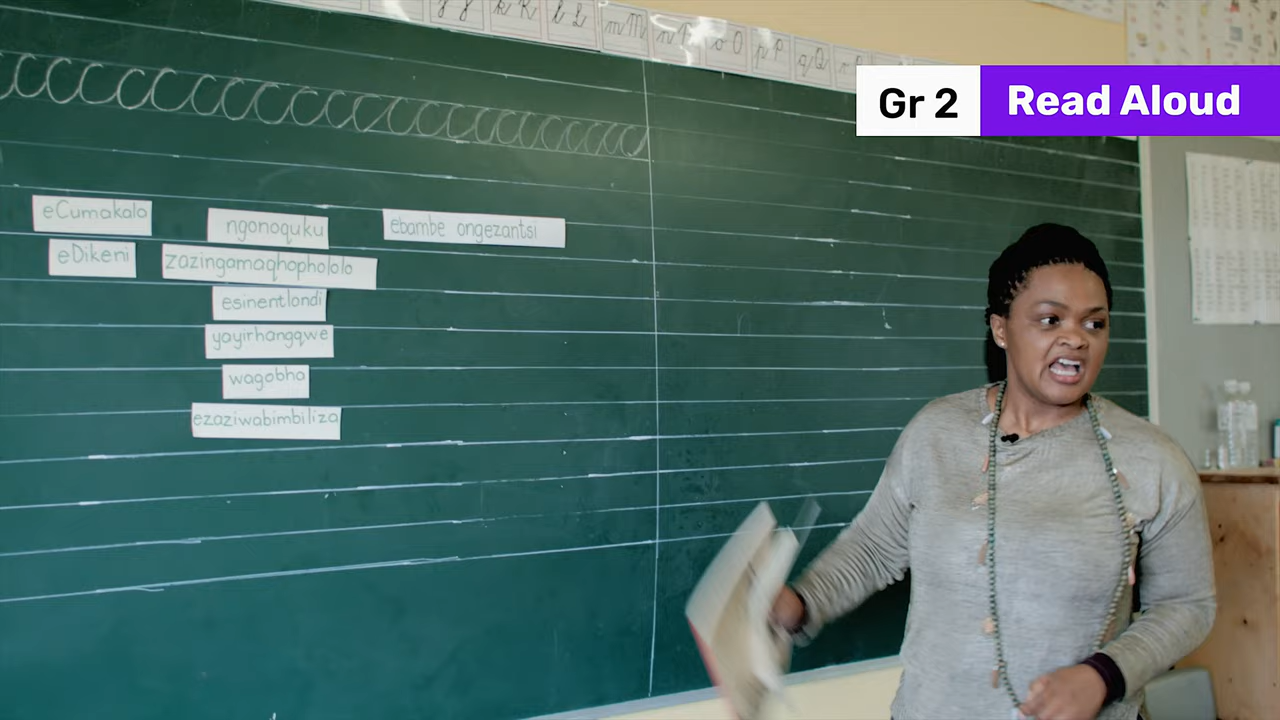 j J
k K
l L
m M
n N
o O
p P
q Q
Gr 2
Read Aloud
eCumakala
ngonoquku
ebambe ongezantsi
eDikeni
zazingamaqhophololo
esinentlondi
yayirhangqwe
wagobha
ezaziwabimbiliza